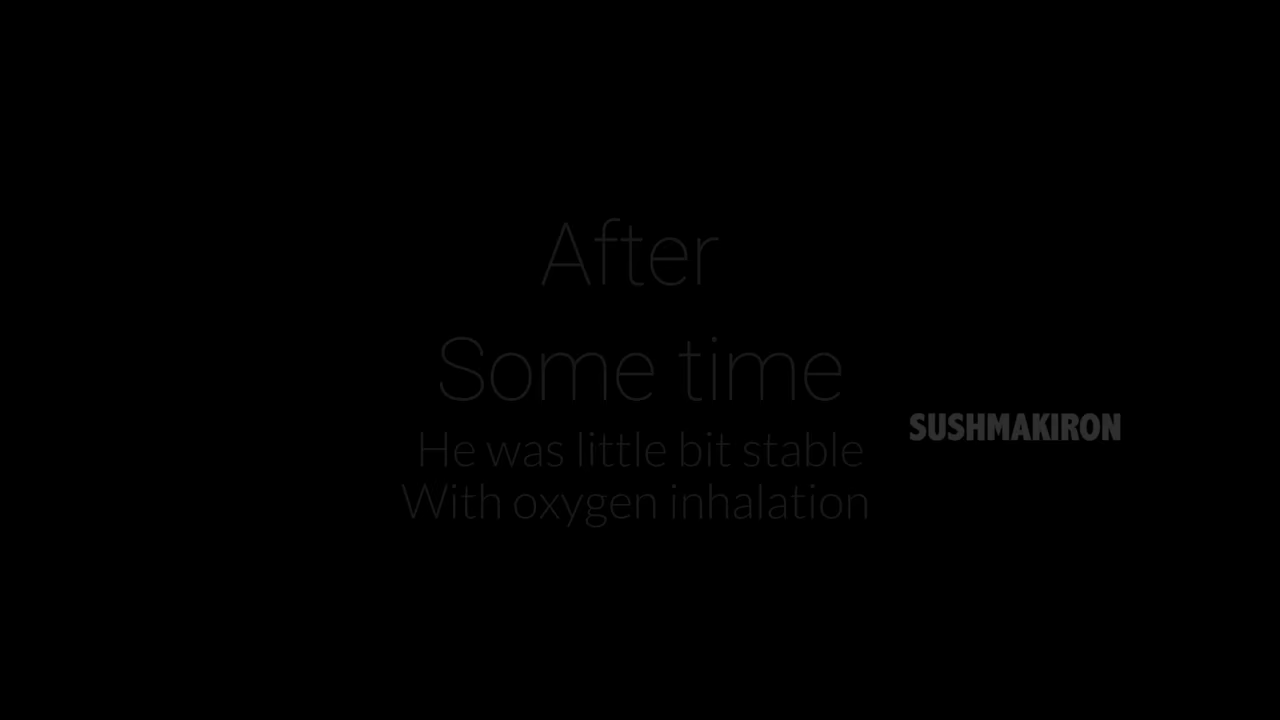 After
Some time
He was little bit stable
With oxygen inhalation
SUSHMAKIRON